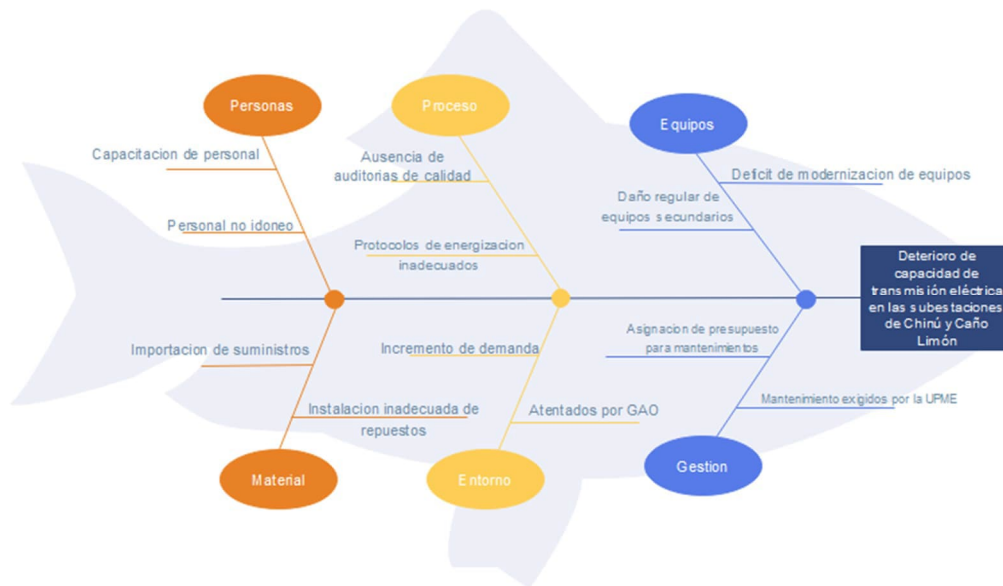 Personas
Proceso
Equipos
Capacitacion de personal
Personal no idoneo
Ausencia de
auditorias de calidad
Protocolos de energizacion
inadecuados
Deficit de modernizacion de equipos
Daño regular de
equipos secundarios
Deterioro de
capacidad de
transmisión eléctrica
en las subestaciones
de Chinú y Caño
Limón
Importacion de suministros
Instalacion inadecuada de
repuestos
Incremento de demanda
Atentados por GAO
Asignacion de presupuesto
para mantenimientos
Mantenimiento exigidos por la UPME
Material
Entorno
Gestion